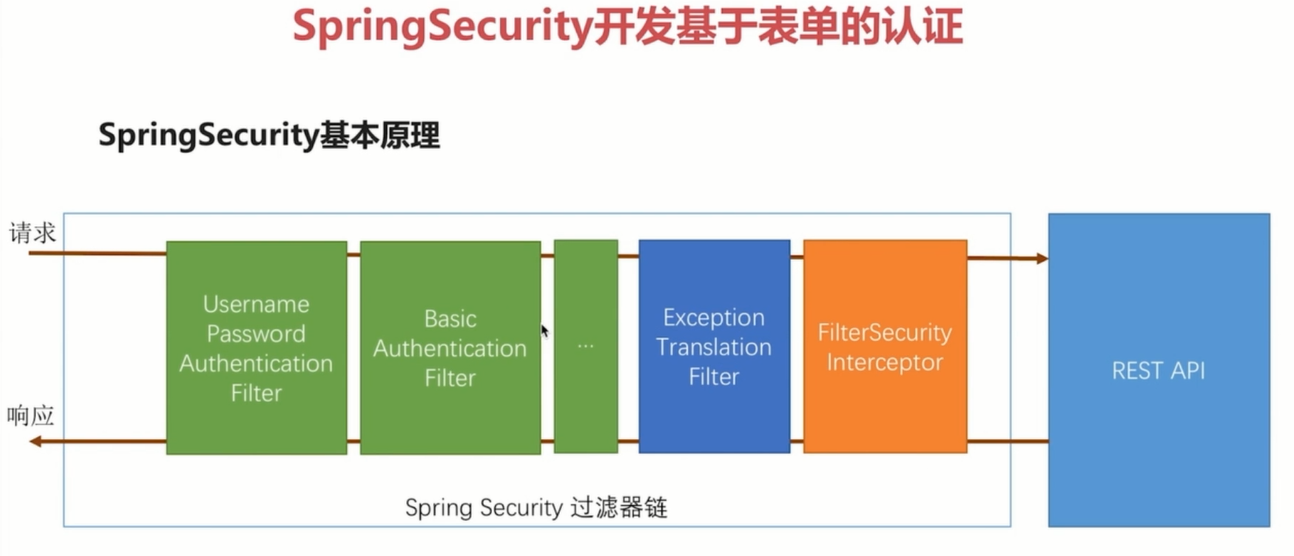 SpringSecurity开发基于表单的认证
SpringSecurity基本原理
请求
响应
Username
Password
Authentication
Filter
Basic
Authentication
Filter
...
Exception
Translation
Filter
FilterSecurity
Interceptor
REST API
Spring Security 过滤器链